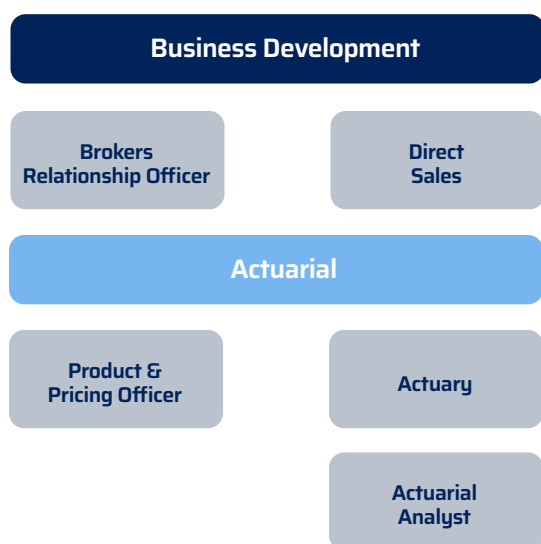 Business Development
Brokers
Relationship Officer
Direct
Sales
Actuarial
Product &
Pricing Officer
Actuary
Actuarial
Analyst